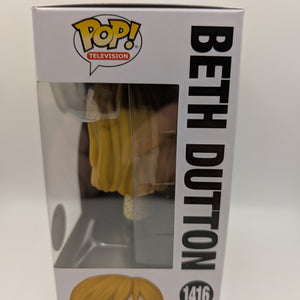 POP!
TELEVISION
BETH DUTTON
1416